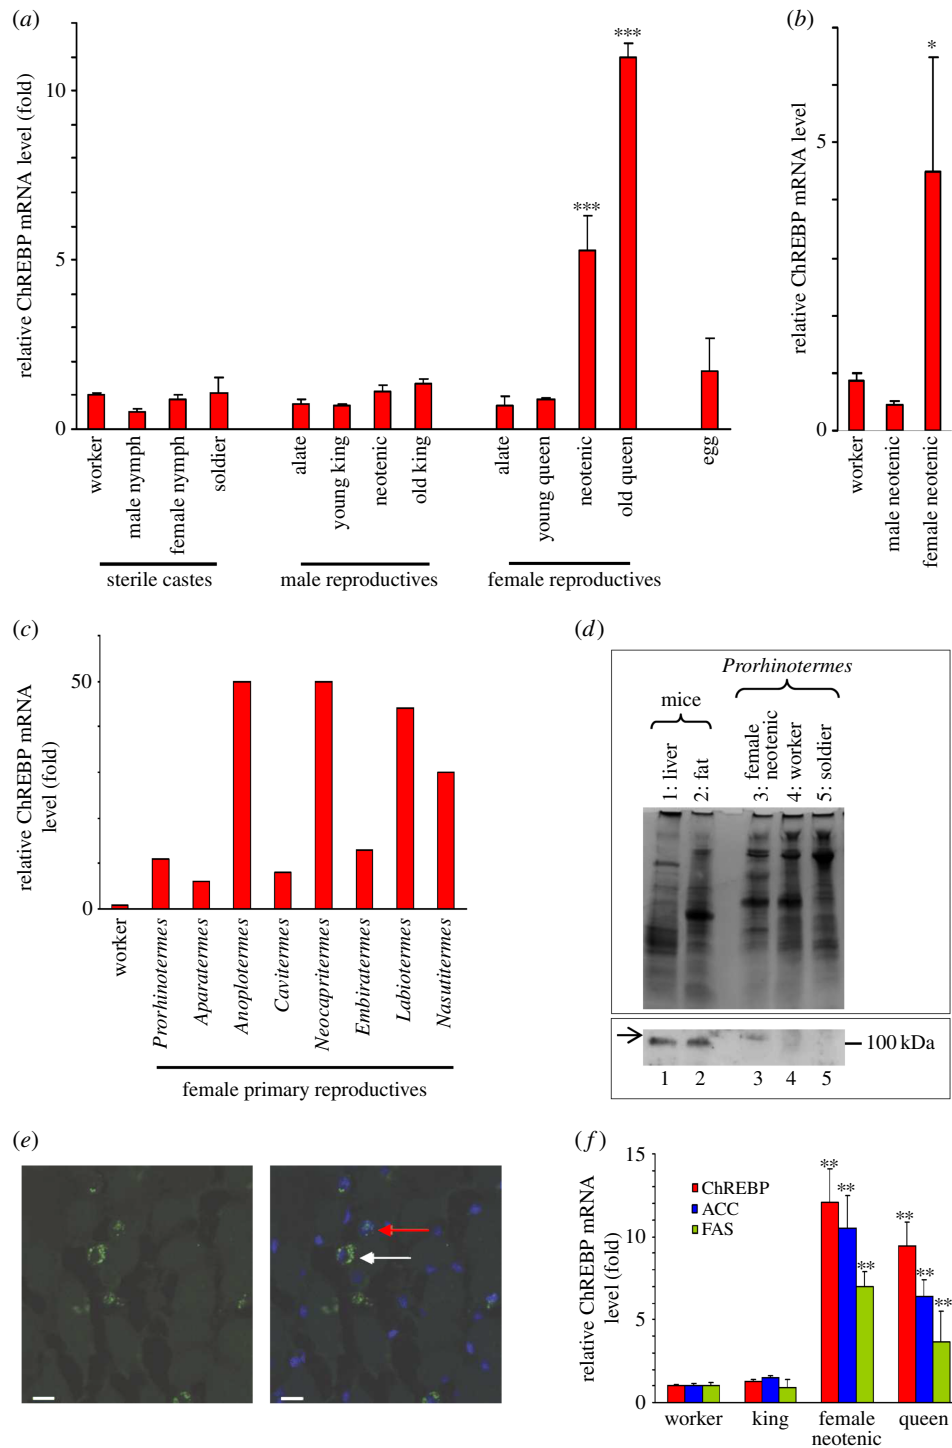 (a)
relative ChREBP mRNA level (fold)
10
5
0
***
***
worker
male nymph
female nymph
soldier
alate
young king
neotenic
old king
alate
young queen
neotenic
old queen
egg
sterile castes
male reproductives
female reproductives
(b)
relative ChREBP mRNA level
5
0
*
worker
male neotenic
female neotenic
(c)
relative ChREBP mRNA
level (fold)
50
0
worker
Prorhinotermes
Aparatermes
Anoplotermes
Cavitermes
Neocapritermes
Embiratermes
Labiotermes
Nasutitermes
female primary reproductives
(d)
Prorhinotermes
mice
1: liver
2: fat
3: female
neotenic
4: worker
5: soldier
100 kDa
1 2 3 4 5
(e)
(f)
relative ChREBP mRNA
level (fold)
15
10
5
0
ChREBP
ACC
FAS
**
**
**
**
**
**
worker
king
female
neotenic
queen